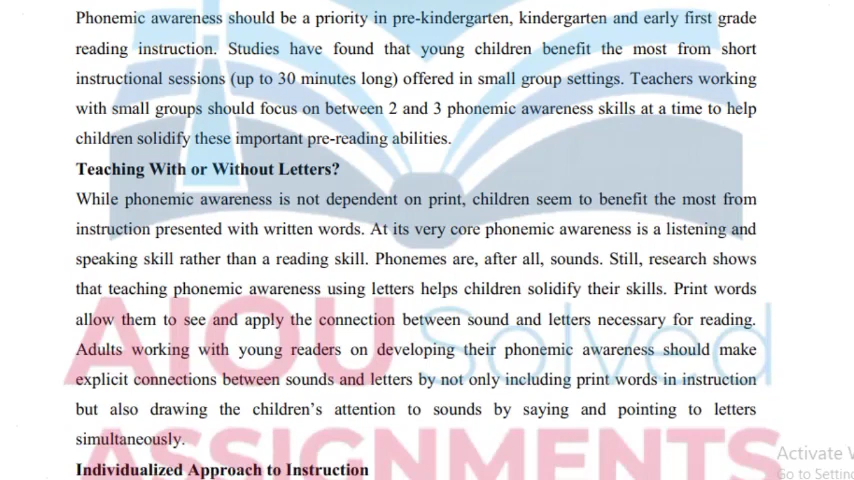 Phonemic awareness should be a priority in pre-kindergarten, kindergarten and early first grade
reading instruction. Studies have found that young children benefit the most from short
instructional sessions (up to 30 minutes long) offered in small group settings. Teachers working
with small groups should focus on between 2 and 3 phonemic awareness skills at a time to help
children solidify these important pre-reading abilities.
Teaching With or Without Letters?
While phonemic awareness is not dependent on print, children seem to benefit the most from
instruction presented with written words. At its very core phonemic awareness is a listening and
speaking skill rather than a reading skill. Phonemes are, after all, sounds. Still, research shows
that teaching phonemic awareness using letters helps children solidify their skills. Print words
allow them to see and apply the connection between sound and letters necessary for reading.
Adults working with young readers on developing their phonemic awareness should make
explicit connections between sounds and letters by not only including print words in instruction
but also drawing the children's attention to sounds by saying and pointing to letters
simultaneously.
Individualized Approach to Instruction
AIOU Solved
ASSIGNMENTS
Activate
Go to